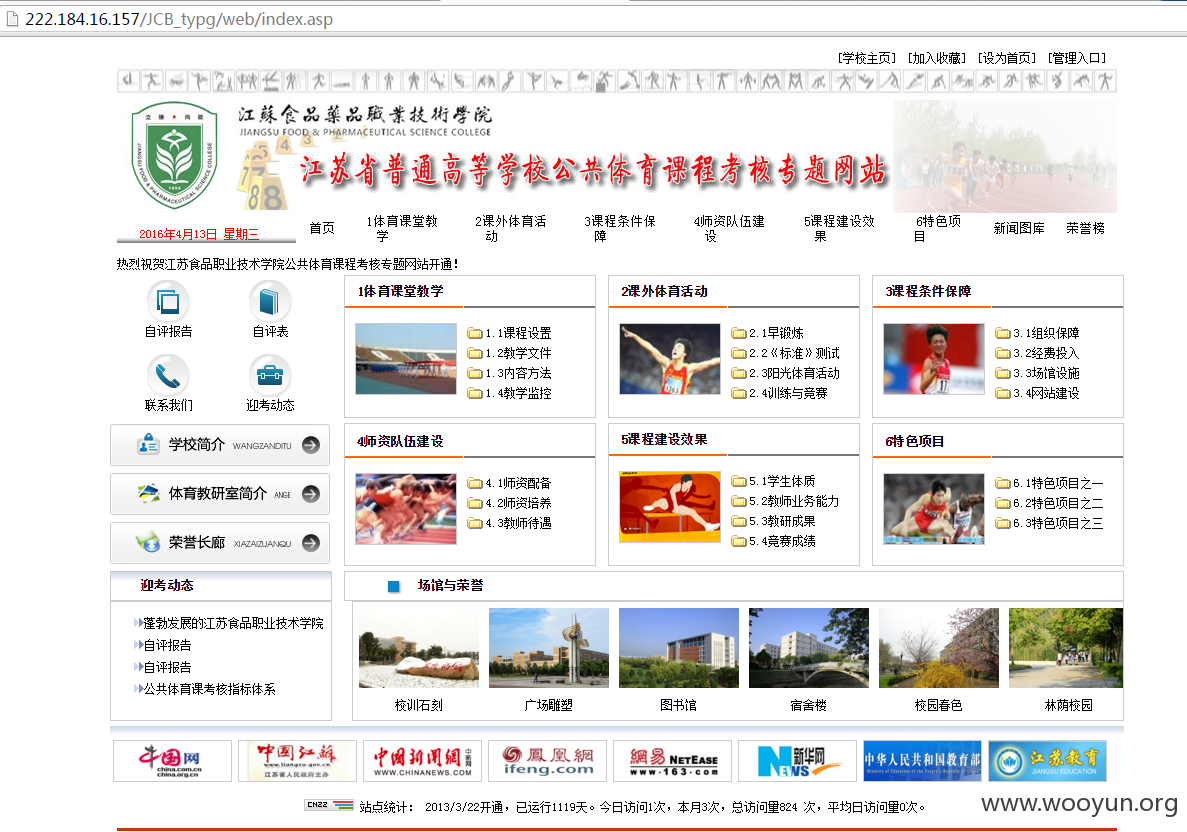 222.184.16.157/JCB_typg/web/index.asp
[学校主页] [加入收藏] [设为首页] [管理入口]
江蘇食品藥品職業技術學院
JIANGSU FOOD & PHARMACEUTICAL SCIENCE COLLEGE
江苏省普通高等学校公共体育课程考核专题网站
2016年4月13日 星期三
首页
1体育课堂教学
2课外体育活动
3课程条件保障
4师资队伍建设
5课程建设效果
6特色项目
新闻图库
荣誉榜
热烈祝贺江苏食品职业技术学院公共体育课程考核专题网站开通！
自评报告
自评表
联系我们
迎考动态
学校简介 WANGZANDITU
体育教研室简介 ANGE
荣誉长廊 XIAZAIZUANQU
1体育课堂教学
1.1课程设置
1.2教学文件
1.3内容方法
1.4教学监控
2课外体育活动
2.1早锻炼
2.2《标准》测试
2.3阳光体育活动
2.4训练与竞赛
3课程条件保障
3.1组织保障
3.2经费投入
3.3场馆设施
3.4网站建设
4师资队伍建设
4.1师资配备
4.2师资培养
4.3教师待遇
5课程建设效果
5.1学生体质
5.2教师业务能力
5.3教研成果
5.4竞赛成绩
6特色项目
6.1特色项目之一
6.2特色项目之二
6.3特色项目之三
迎考动态
蓬勃发展的江苏食品职业技术学院
自评报告
自评报告
公共体育课考核指标体系
场馆与荣誉
校训石刻
广场雕塑
图书馆
宿舍楼
校园春色
林荫校园
中国网
china.com.cn
china.org.cn
中國江蘇
www.jiangsu.gov.cn
江苏省人民政府主办
中國新聞網
中新网
WWW.CHINANEWS.COM
鳳凰網
ifeng.com
網易 NETEASE
www.163.com
NEWS 新华网
中华人民共和国教育部
Ministry of Education of the People's Republic of China
江苏教育
JIANGSU EDUCATION
CNZZ 站点统计： 2013/3/22开通，已运行1119天。今日访问1次，本月3次，总访问量824 次，平均日访问量0次。
www.wooyun.org